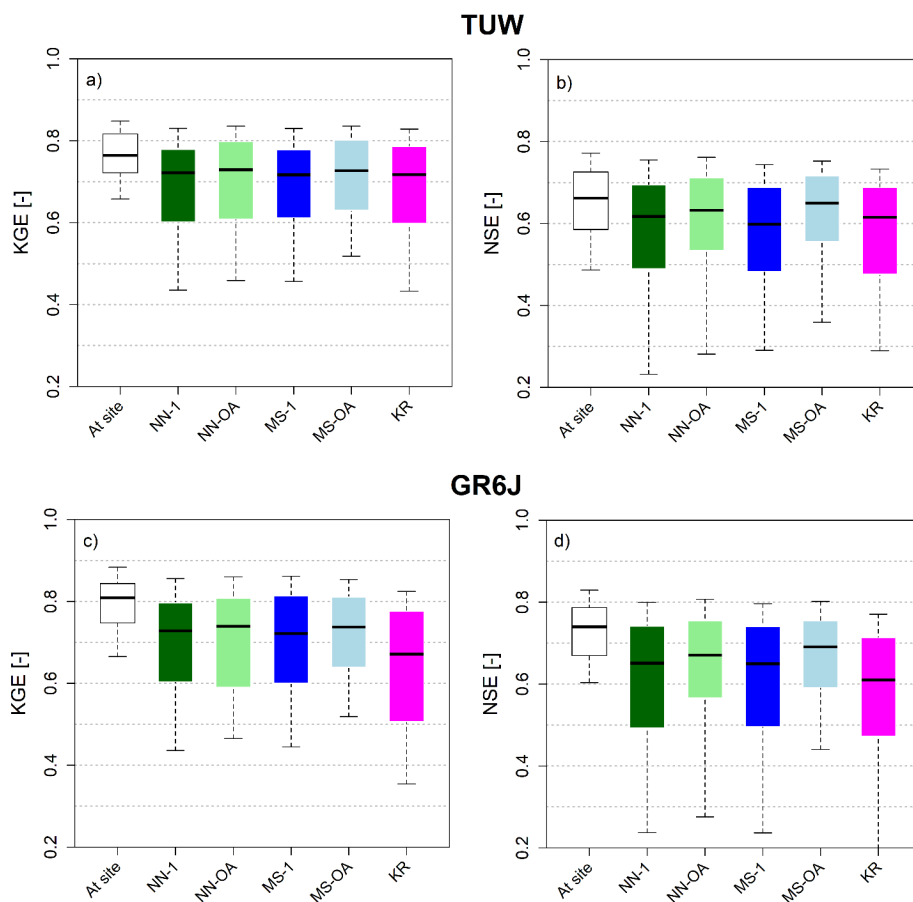 TUW
a)
KGE [-]
1.0
0.8
0.6
0.4
0.2
At site
NN-1
NN-OA
MS-1
MS-OA
KR
b)
NSE [-]
1.0
0.8
0.6
0.4
0.2
At site
NN-1
NN-OA
MS-1
MS-OA
KR
GR6J
c)
KGE [-]
1.0
0.8
0.6
0.4
0.2
At site
NN-1
NN-OA
MS-1
MS-OA
KR
d)
NSE [-]
1.0
0.8
0.6
0.4
0.2
At site
NN-1
NN-OA
MS-1
MS-OA
KR